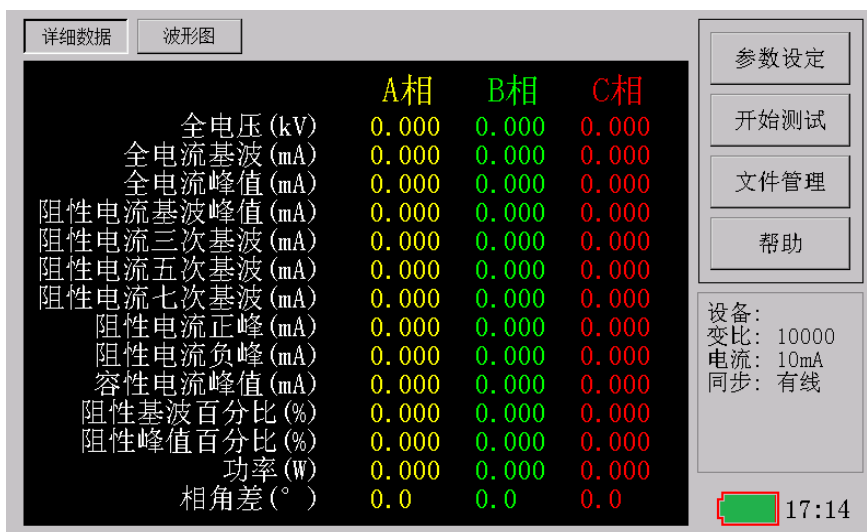 详细数据 波形图
A相 B相 C相
全电压(kV) 0.000 0.000 0.000
全电流基波(mA) 0.000 0.000 0.000
全电流峰值(mA) 0.000 0.000 0.000
阻性电流基波峰值(mA) 0.000 0.000 0.000
阻性电流三次基波(mA) 0.000 0.000 0.000
阻性电流五次基波(mA) 0.000 0.000 0.000
阻性电流七次基波(mA) 0.000 0.000 0.000
阻性电流正峰(mA) 0.000 0.000 0.000
阻性电流负峰(mA) 0.000 0.000 0.000
容性电流峰值(mA) 0.000 0.000 0.000
阻性基波百分比(%) 0.000 0.000 0.000
阻性峰值百分比(%) 0.000 0.000 0.000
功率(W) 0.000 0.000 0.000
相角差(° ) 0.0 0.0 0.0
参数设定
开始测试
文件管理
帮助
设备:
变比: 10000
电流: 10mA
同步: 有线
17:14